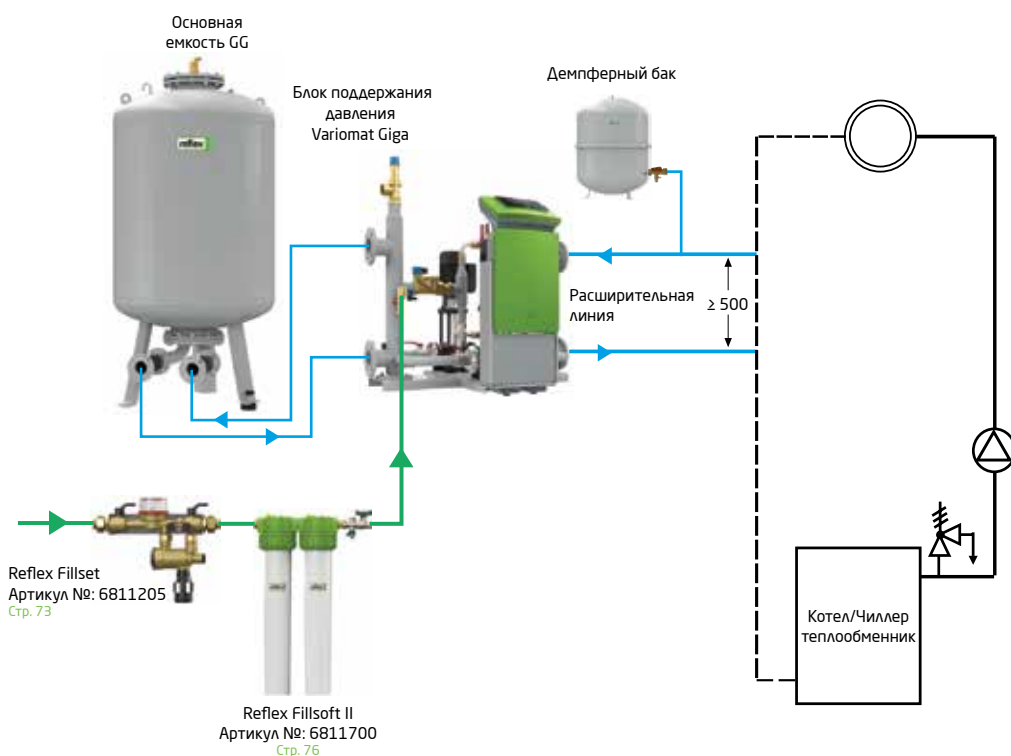 Основная
емкость GG
Блок поддержания
давления
Variomat Giga
Демпферный бак
reflex
Расширительная
линия
≥ 500
Reflex Fillset
Артикул №: 6811205
Стр. 73
Котел/Чиллер
теплообменник
Reflex Fillsoft II
Артикул №: 6811700
Стр. 76